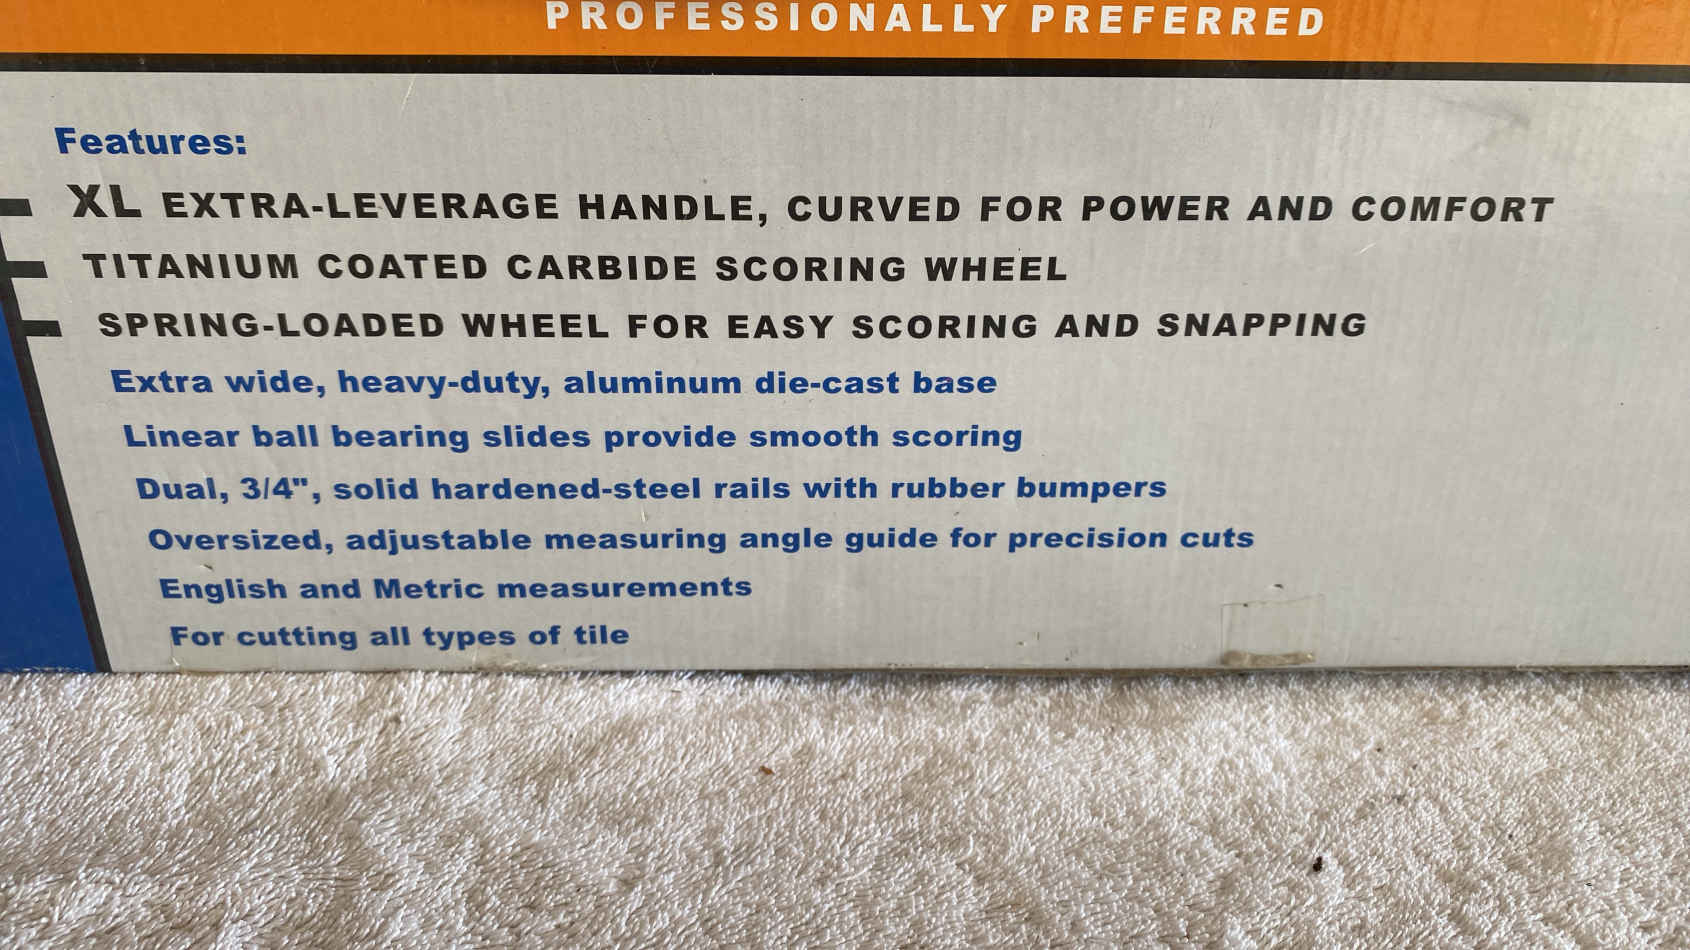 PROFESSIONALLY PREFERRED
Features:
XL EXTRA-LEVERAGE HANDLE, CURVED FOR POWER AND COMFORT
TITANIUM COATED CARBIDE SCORING WHEEL
SPRING-LOADED WHEEL FOR EASY SCORING AND SNAPPING
Extra wide, heavy-duty, aluminum die-cast base
Linear ball bearing slides provide smooth scoring
Dual, 3/4", solid hardened-steel rails with rubber bumpers
Oversized, adjustable measuring angle guide for precision cuts
English and Metric measurements
For cutting all types of tile